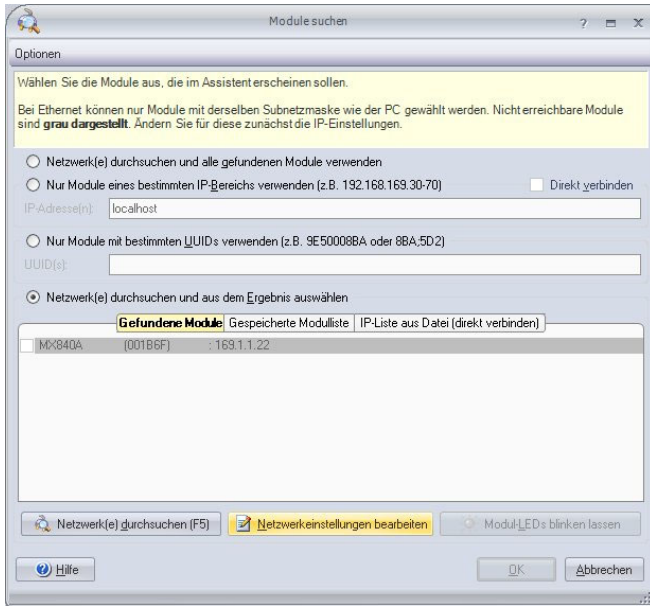 Module suchen
Optionen
Wählen Sie die Module aus, die im Assistent erscheinen sollen.
Bei Ethernet können nur Module mit derselben Subnetzmaske wie der PC gewählt werden. Nicht erreichbare Module
sind grau dargestellt. Ändern Sie für diese zunächst die IP-Einstellungen.
Netzwerk(e) durchsuchen und alle gefundenen Module verwenden
Nur Module eines bestimmten IP-Bereichs verwenden (z.B. 192.168.169.30-70) Direkt verbinden
IP-Adresse(n): localhost
Nur Module mit bestimmten UUIDs verwenden (z.B. 9E50008BA oder 8BA;5D2)
UUID(s):
Netzwerk(e) durchsuchen und aus dem Ergebnis auswählen
Gefundene Module Gespeicherte Modulliste IP-Liste aus Datei (direkt verbinden)
MX840A (001B6F) : 169.1.1.22
Netzwerk(e) durchsuchen (F5) Netzwerkeinstellungen bearbeiten Modul-LEDs blinken lassen
Hilfe OK Abbrechen